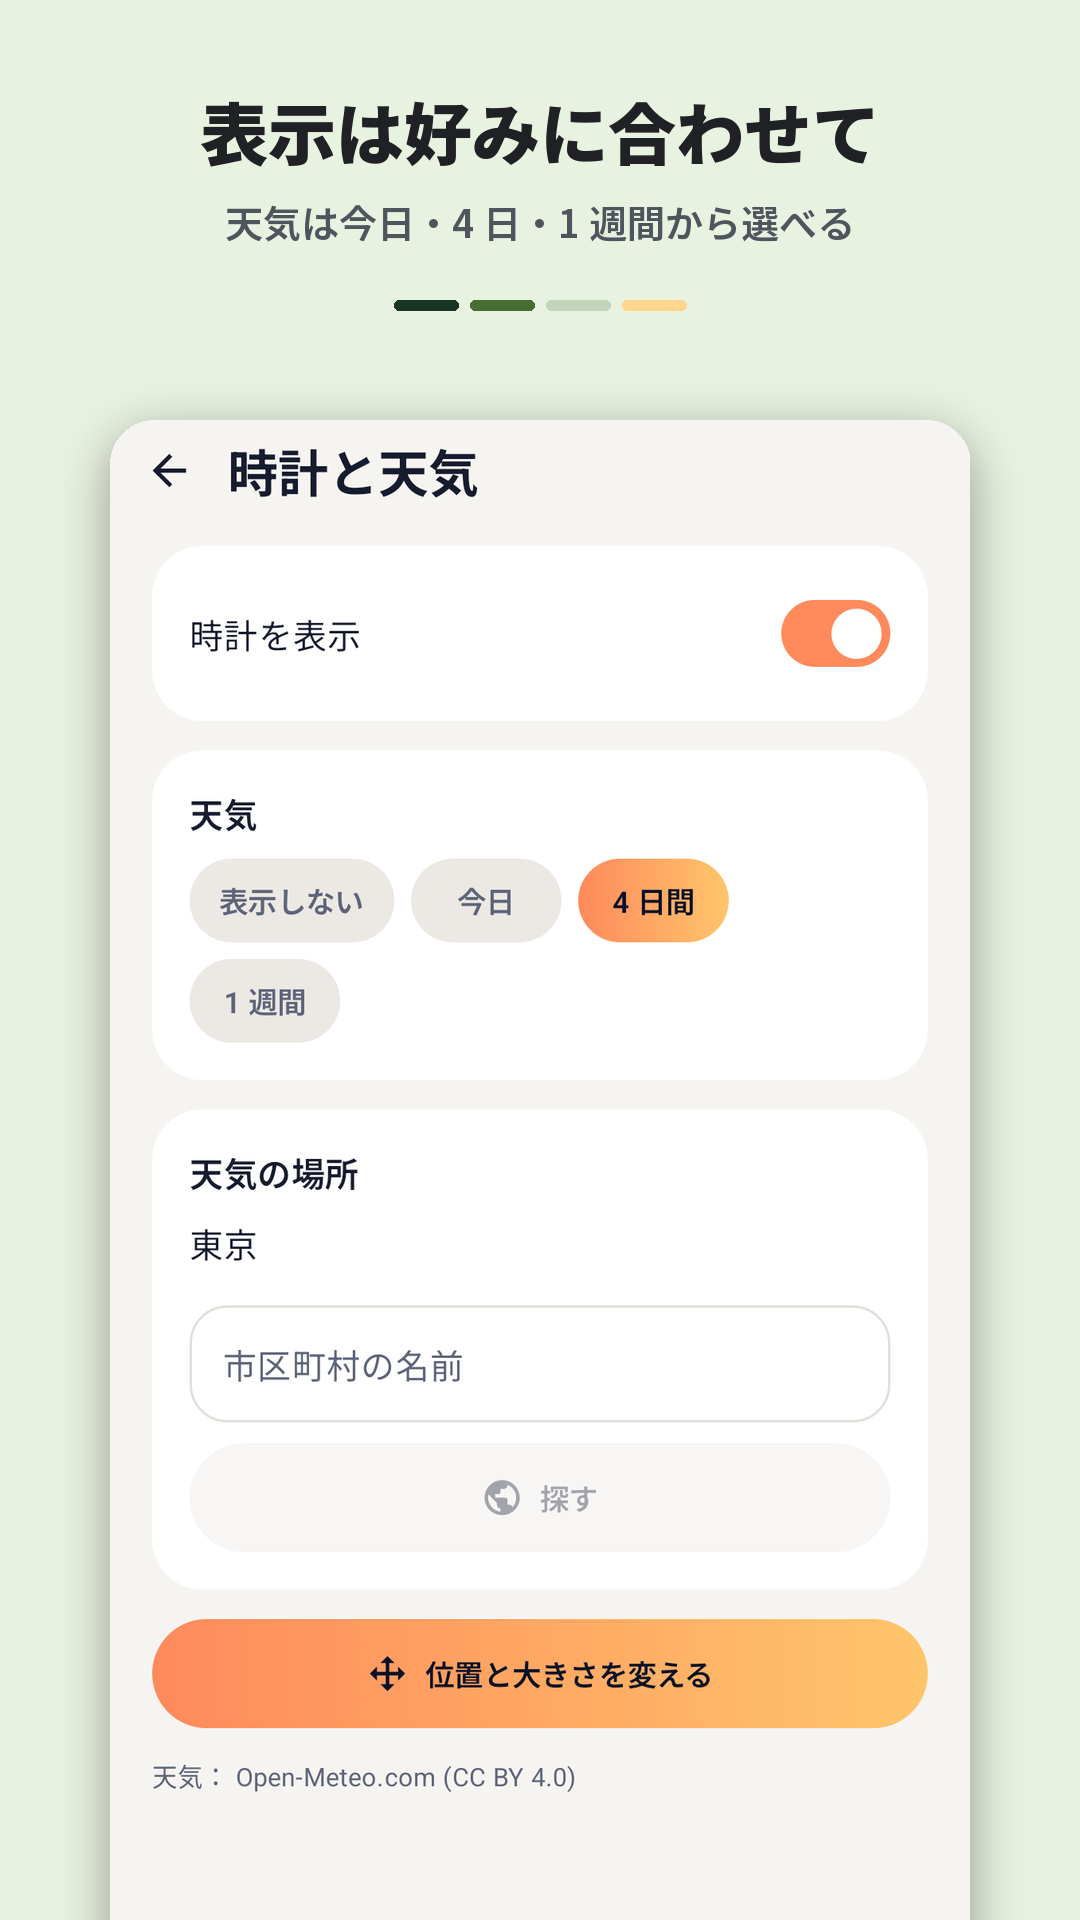 表示は好みに合わせて
天気は今日・4 日・1 週間から選べる
時計と天気
時計を表示
天気
表示しない
今日
4 日間
1 週間
天気の場所
東京
市区町村の名前
探す
位置と大きさを変える
天気： Open-Meteo.com (CC BY 4.0)